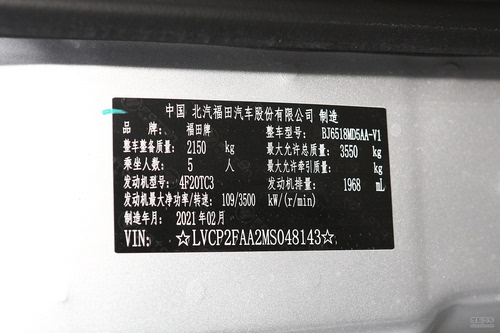 中国 北汽福田汽车股份有限公司 制造
品 牌: 福田牌 整车型号: BJ6518MD5AA-V1
整车整备质量: 2150 kg 最大允许总质量: 3550 kg
乘坐人数: 5 人 最大允许牵引质量: kg
发动机型号: 4F20TC3 发动机排量: 1968 mL
发动机最大净功率/转速: 109/3500 kW/(r/min)
制造年月: 2021年02月
VIN: ☆LVCP2FAA2MS048143☆